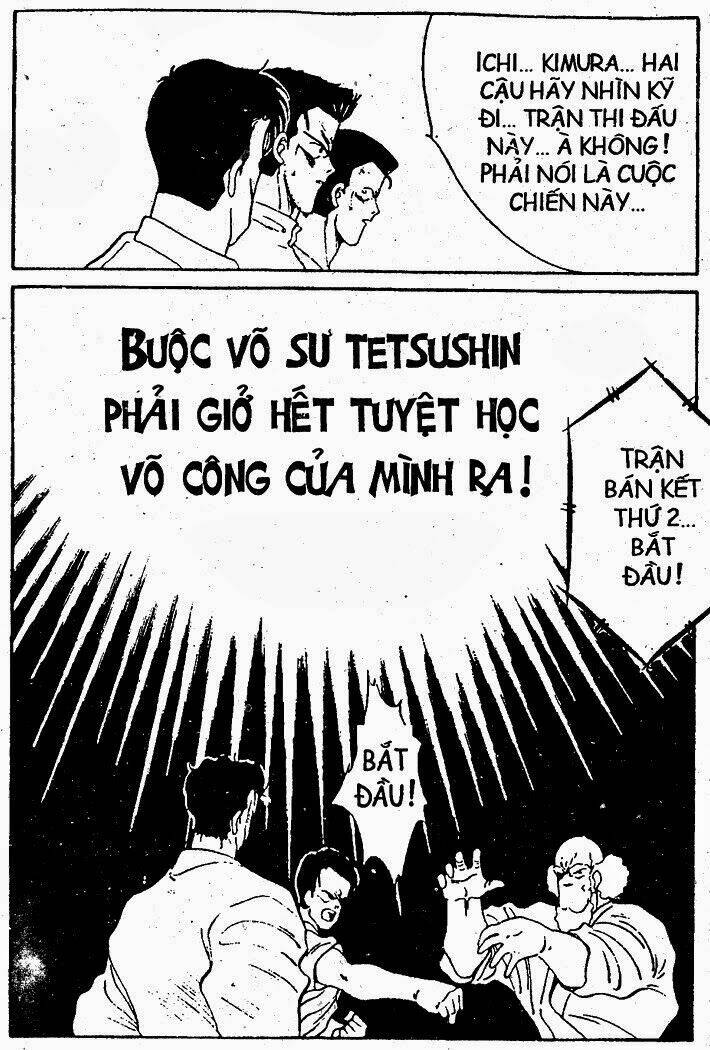 ICHI... KIMURA... HAI
CẬU HÃY NHÌN KỸ
ĐI... TRẬN THI ĐẤU
NÀY... À KHÔNG!
PHẢI NÓI LÀ CUỘC
CHIẾN NÀY...
BUỘC VÕ SƯ TETSUSHIN
PHẢI GIỞ HẾT TUYỆT HỌC
VÕ CÔNG CỦA MÌNH RA!
TRẬN
BÁN KẾT
THỨ 2...
BẮT
ĐẦU!
BẮT
ĐẦU!